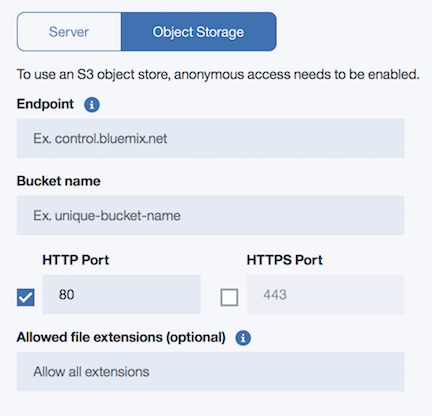 Server Object Storage
To use an S3 object store, anonymous access needs to be enabled.
Endpoint i
Ex. control.bluemix.net
Bucket name
Ex. unique-bucket-name
HTTP Port HTTPS Port
80 443
Allowed file extensions (optional) i
Allow all extensions